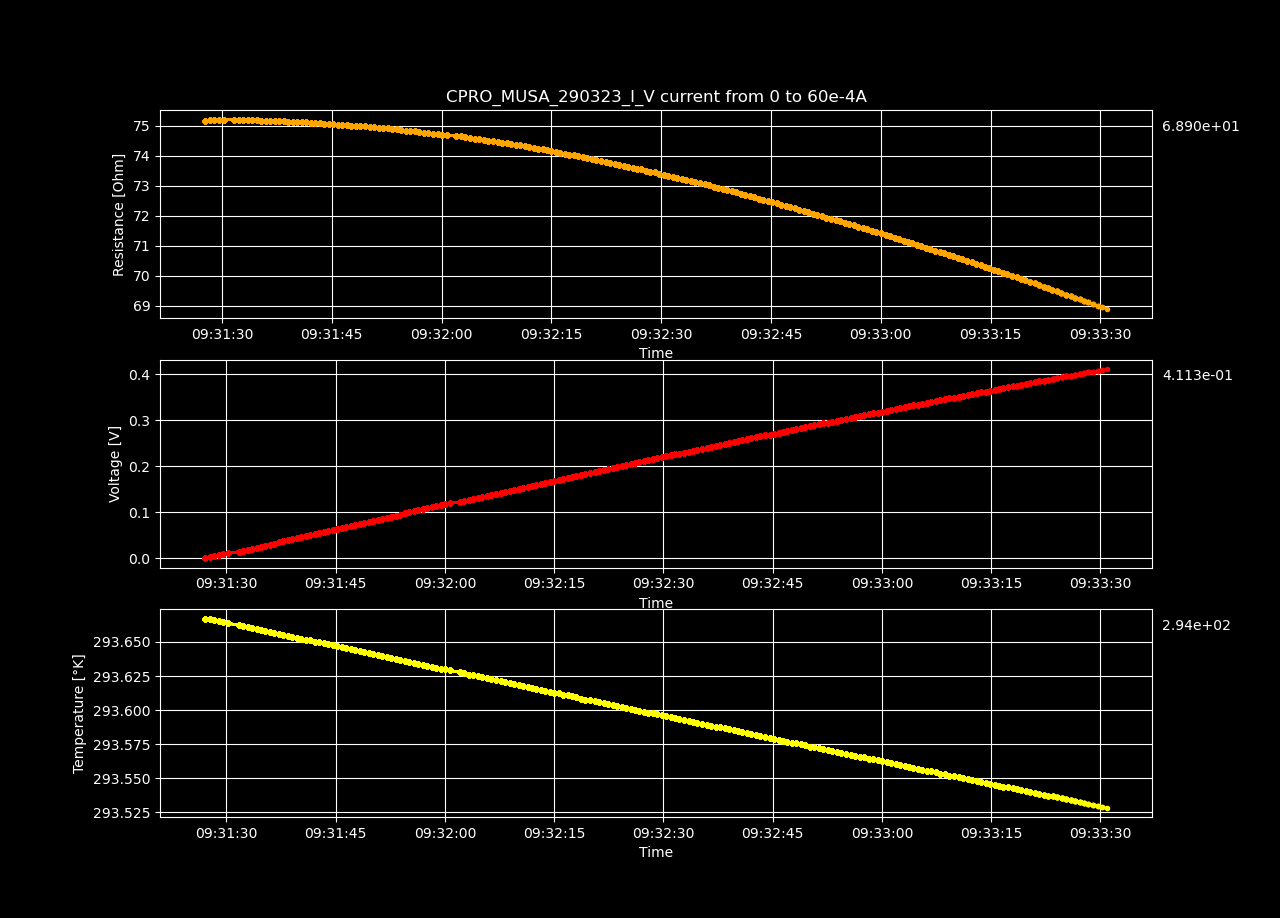 CPRO_MUSA_290323_I_V current from 0 to 60e-4A
75
74
73
72
71
70
69
Resistance [Ohm]
6.890e+01
09:31:30 09:31:45 09:32:00 09:32:15 09:32:30 09:32:45 09:33:00 09:33:15 09:33:30
Time
0.4
0.3
0.2
0.1
0.0
Voltage [V]
4.113e-01
09:31:30 09:31:45 09:32:00 09:32:15 09:32:30 09:32:45 09:33:00 09:33:15 09:33:30
Time
293.650
293.625
293.600
293.575
293.550
293.525
Temperature [°K]
2.94e+02
09:31:30 09:31:45 09:32:00 09:32:15 09:32:30 09:32:45 09:33:00 09:33:15 09:33:30
Time